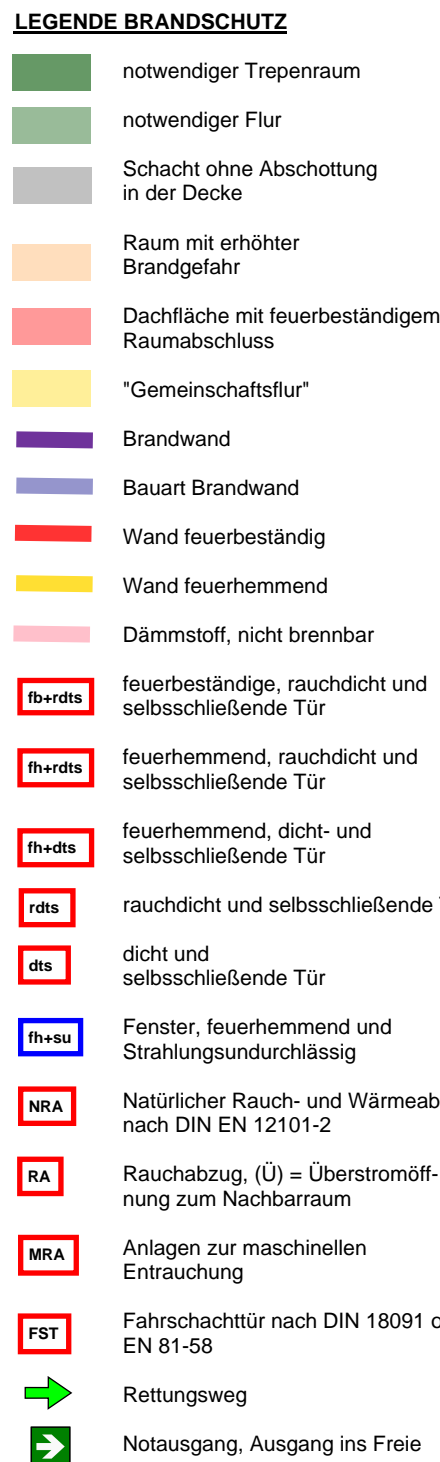 LEGENDE BRANDSCHUTZ
notwendiger Trepenraum
notwendiger Flur
Schacht ohne Abschottung
in der Decke
Raum mit erhöhter
Brandgefahr
Dachfläche mit feuerbeständigem
Raumabschluss
"Gemeinschaftsflur"
Brandwand
Bauart Brandwand
Wand feuerbeständig
Wand feuerhemmend
Dämmstoff, nicht brennbar
fb+rdts feuerbeständige, rauchdicht und
selbsschließende Tür
fh+rdts feuerhemmend, rauchdicht und
selbsschließende Tür
fh+dts feuerhemmend, dicht- und
selbsschließende Tür
rdts rauchdicht und selbsschließende
dts dicht und
selbsschließende Tür
fh+su Fenster, feuerhemmend und
Strahlungsundurchlässig
NRA Natürlicher Rauch- und Wärmeab
nach DIN EN 12101-2
RA Rauchabzug, (Ü) = Überstromöff-
nung zum Nachbarraum
MRA Anlagen zur maschinellen
Entrauchung
FST Fahrschachttür nach DIN 18091
EN 81-58
Rettungsweg
Notausgang, Ausgang ins Freie